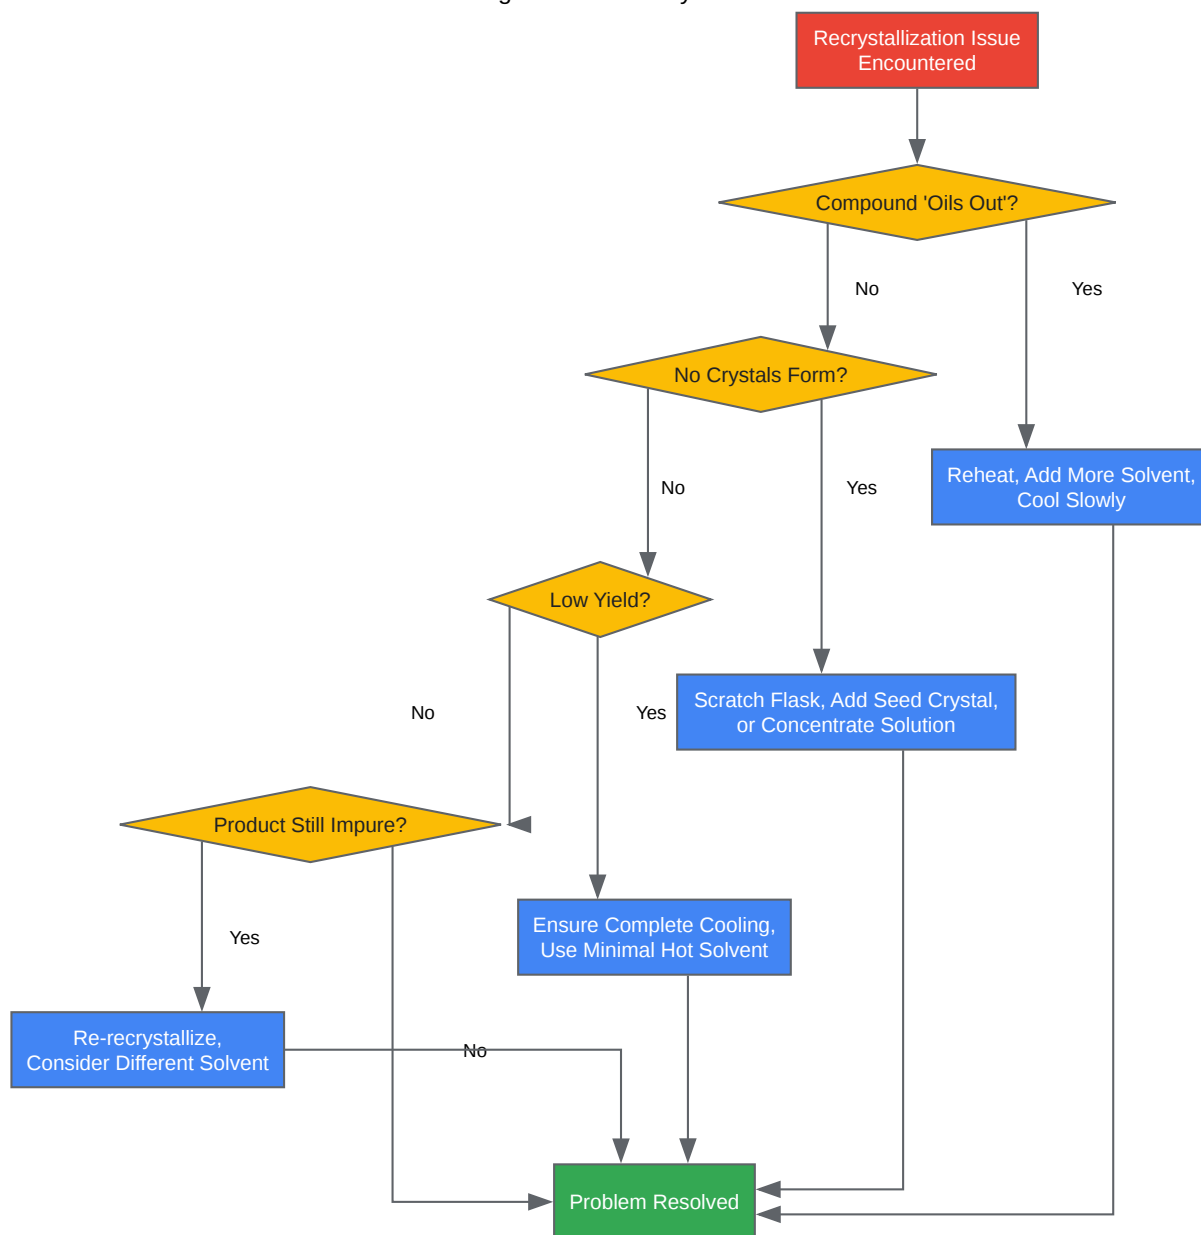 Recrystallization Issue
Encountered
Compound 'Oils Out'?
No
Yes
No Crystals Form?
No
Yes
Reheat, Add More Solvent,
Cool Slowly
Low Yield?
No
Yes
Scratch Flask, Add Seed Crystal,
or Concentrate Solution
Product Still Impure?
Yes
Ensure Complete Cooling,
Use Minimal Hot Solvent
Re-recrystallize,
Consider Different Solvent
No
Problem Resolved